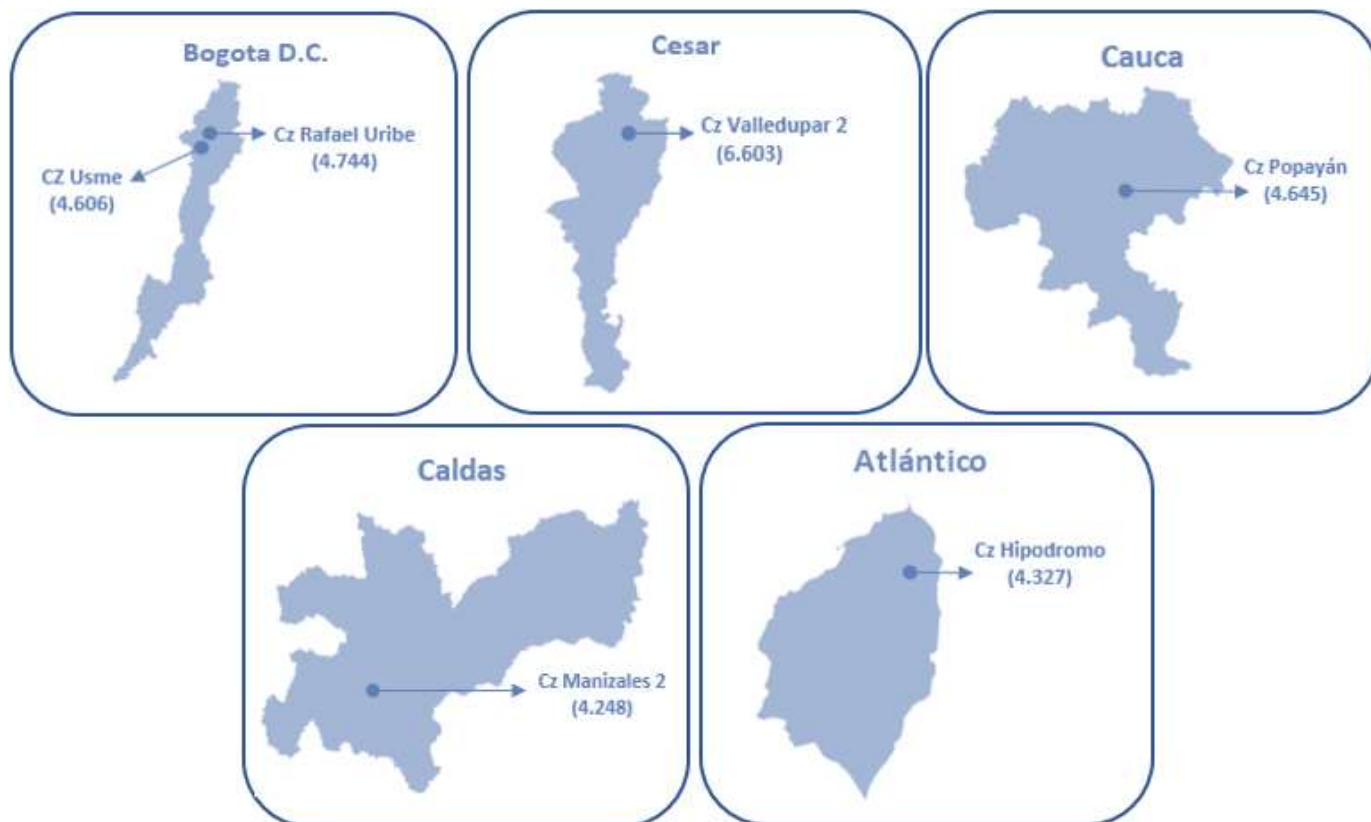 Bogota D.C.
Cz Rafael Uribe
(4.744)
CZ Usme
(4.606)
Cesar
Cz Valledupar 2
(6.603)
Cauca
Cz Popayán
(4.645)
Caldas
Cz Manizales 2
(4.248)
Atlántico
Cz Hipodromo
(4.327)